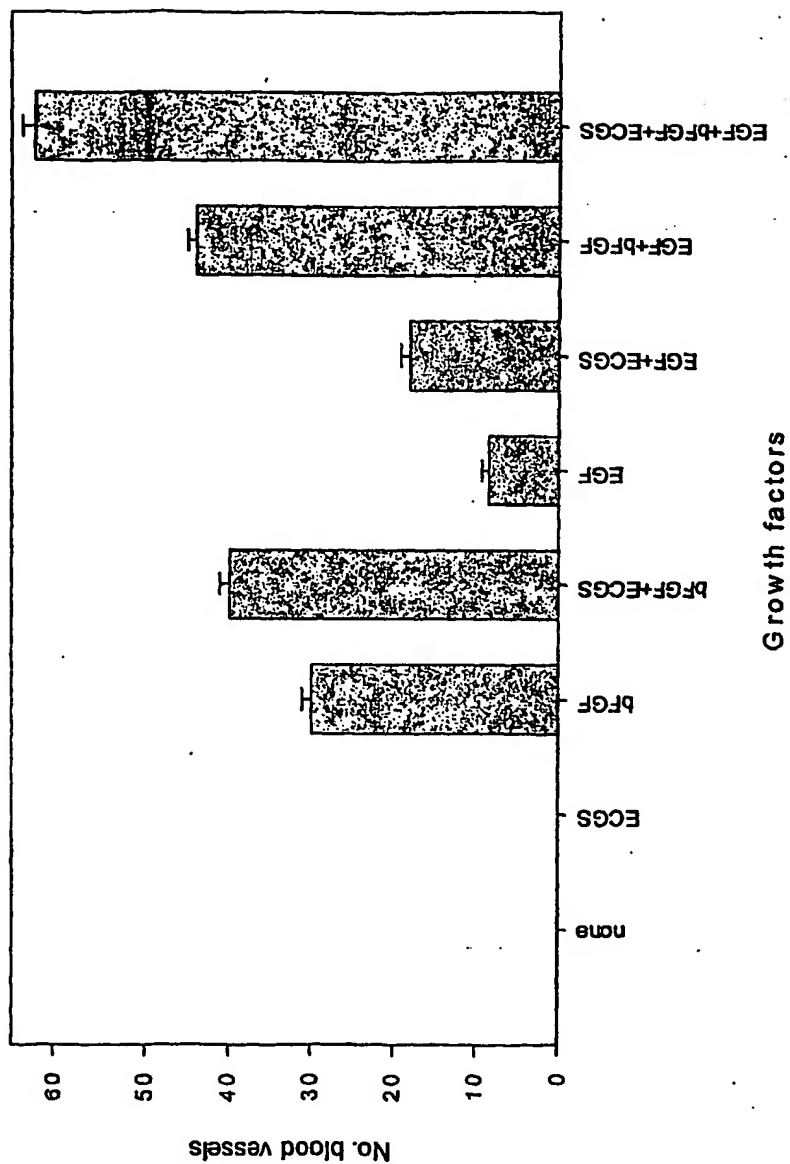 No. blood vessels
60
50
40
30
20
10
0
none
ECGS
bFGF
bFGF+ECGS
EGF
EGF+ECGS
EGF+bFGF
EGF+bFGF+ECGS
Growth factors